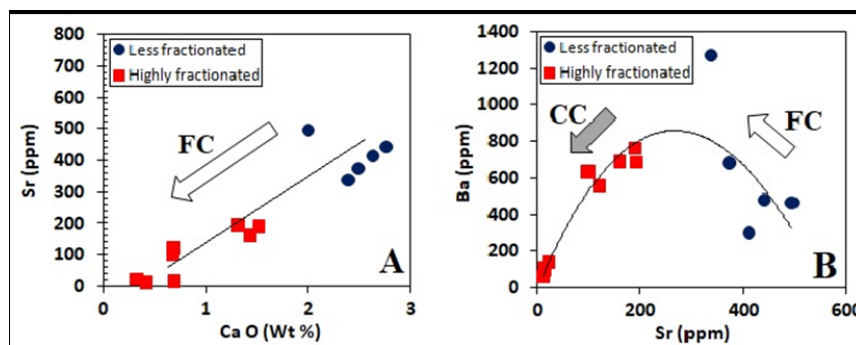 800
700
600
500
400
300
200
100
0
Sr (ppm)
Less fractionated
Highly fractionated
FC
A
0 1 2 3
Ca O (Wt %)
1400
1200
1000
800
600
400
200
0
Ba (ppm)
Less fractionated
Highly fractionated
CC
FC
B
0 200 400 600
Sr (ppm)